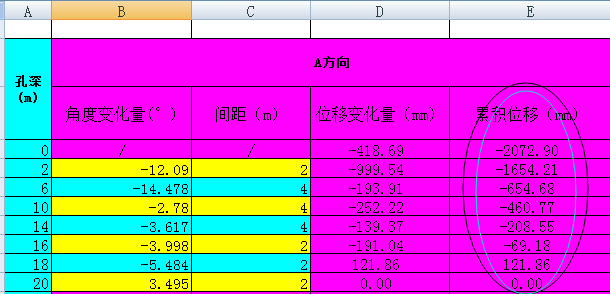 A B C D E
A方向
孔深
(m)
角度变化量(°) 间距（m） 位移变化量（mm） 累积位移（mm）
0 / / -418.69 -2072.90
2 -12.09 2 -999.54 -1654.21
6 -14.478 4 -193.91 -654.68
10 -2.78 4 -252.22 -460.77
14 -3.617 4 -139.37 -208.55
16 -3.998 2 -191.04 -69.18
18 -5.484 2 121.86 121.86
20 3.495 2 0.00 0.00